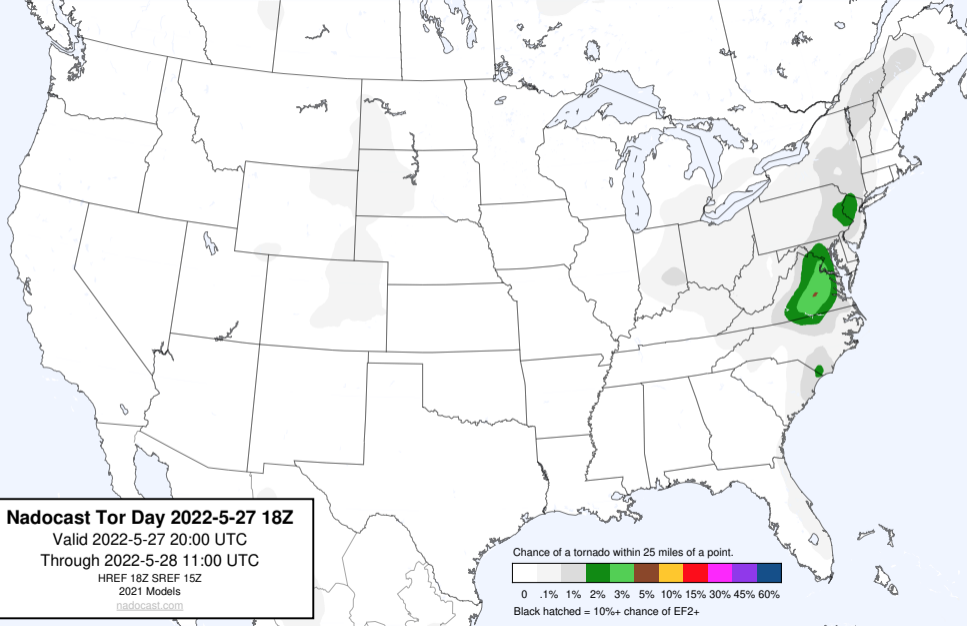 Nadocast Tor Day 2022-5-27 18Z
Valid 2022-5-27 20:00 UTC
Through 2022-5-28 11:00 UTC
HREF 18Z SREF 15Z
2021 Models
nadocast.com
Chance of a tornado within 25 miles of a point.
0 .1% 1% 2% 3% 5% 10% 15% 30% 45% 60%
Black hatched = 10%+ chance of EF2+